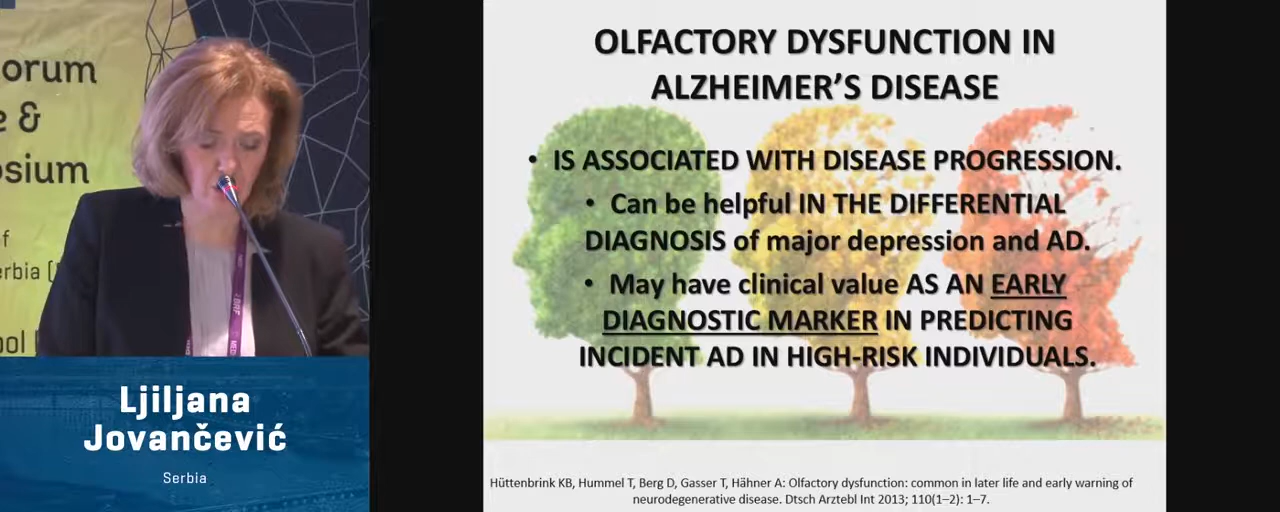 orum
e &
osium
of
erbia
ool
Ljiljana
Jovančević
Serbia
OLFACTORY DYSFUNCTION IN
ALZHEIMER'S DISEASE
• IS ASSOCIATED WITH DISEASE PROGRESSION.
• Can be helpful IN THE DIFFERENTIAL
DIAGNOSIS of major depression and AD.
• May have clinical value AS AN EARLY
DIAGNOSTIC MARKER IN PREDICTING
INCIDENT AD IN HIGH-RISK INDIVIDUALS.
Hüttenbrink KB, Hummel T, Berg D, Gasser T, Hähner A: Olfactory dysfunction: common in later life and early warning of
neurodegenerative disease. Dtsch Arztebl Int 2013; 110(1–2): 1–7.